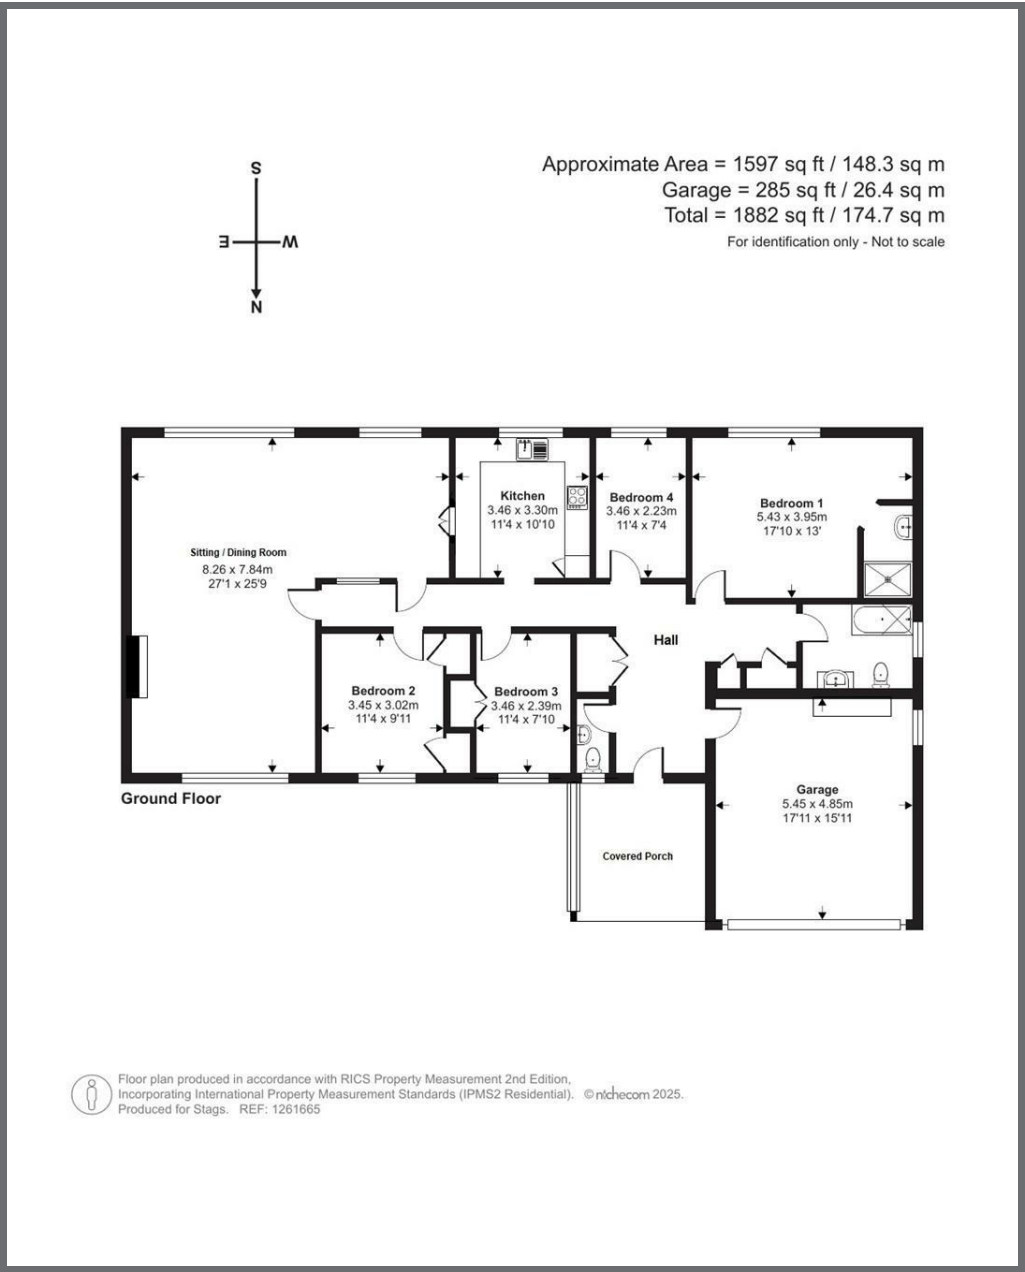 Approximate Area = 1597 sq ft / 148.3 sq m
Garage = 285 sq ft / 26.4 sq m
Total = 1882 sq ft / 174.7 sq m
For identification only - Not to scale
S
E W
N
Kitchen
3.46 x 3.30m
11'4 x 10'10
Bedroom 4
3.46 x 2.23m
11'4 x 7'4
Bedroom 1
5.43 x 3.95m
17'10 x 13'
Sitting / Dining Room
8.26 x 7.84m
27'1 x 25'9
Hall
Bedroom 2
3.45 x 3.02m
11'4 x 9'11
Bedroom 3
3.46 x 2.39m
11'4 x 7'10
Garage
5.45 x 4.85m
17'11 x 15'11
Ground Floor
Covered Porch
Floor plan produced in accordance with RICS Property Measurement 2nd Edition,
Incorporating International Property Measurement Standards (IPMS2 Residential). © nichecom 2025.
Produced for Stags. REF: 1261665